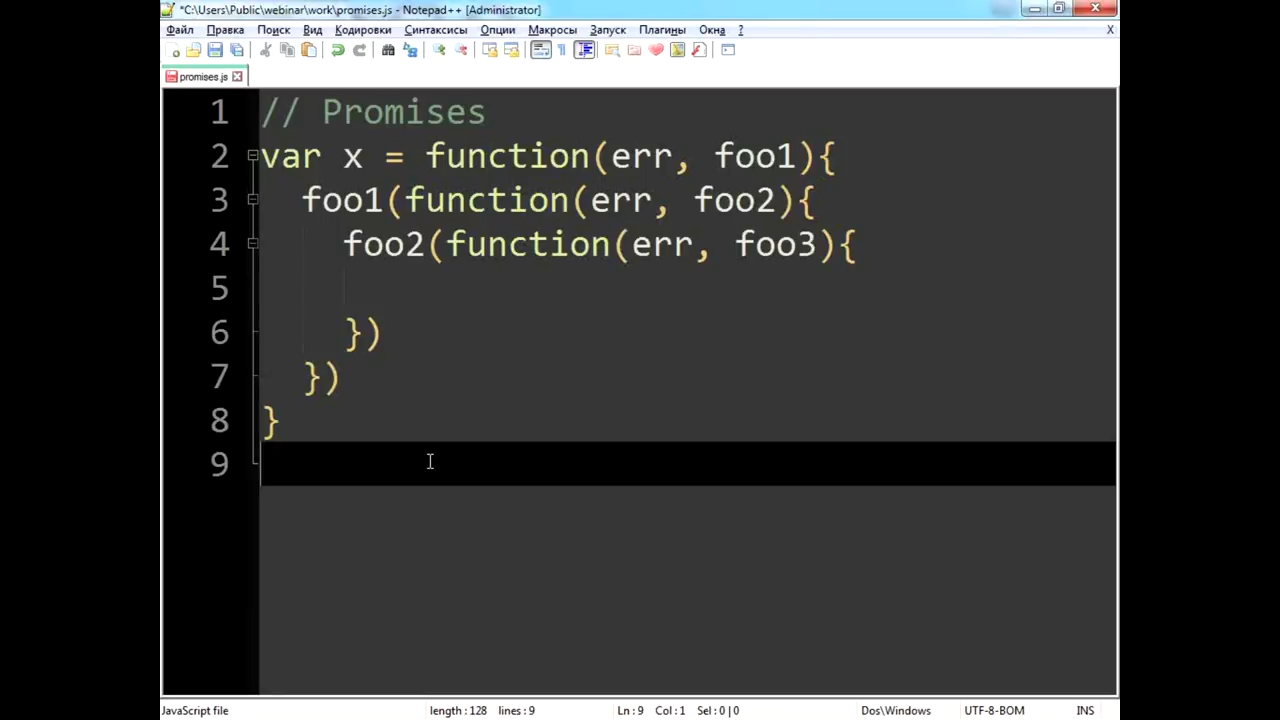 *C:\Users\Public\webinar\work\promises.js - Notepad++ [Administrator]
Файл Правка Поиск Вид Кодировки Синтаксисы Опции Макросы Запуск Плагины Окна ? X
promises.js
1 // Promises
2 var x = function(err, foo1){
3 foo1(function(err, foo2){
4 foo2(function(err, foo3){
5
6 })
7 })
8 }
9
JavaScript file length : 128 lines : 9 Ln : 9 Col : 1 Sel : 0 | 0 Dos\Windows UTF-8-BOM INS